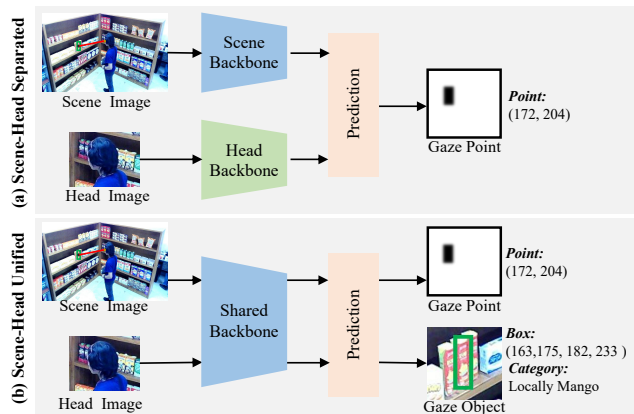 (a) Scene-Head Separated
Scene Image
Head Image
Scene
Backbone
Head
Backbone
Prediction
Gaze Point
Point:
(172, 204)
(b) Scene-Head Unified
Scene Image
Head Image
Shared
Backbone
Prediction
Gaze Point
Point:
(172, 204)
Gaze Object
Box:
(163,175, 182, 233 )
Category:
Locally Mango